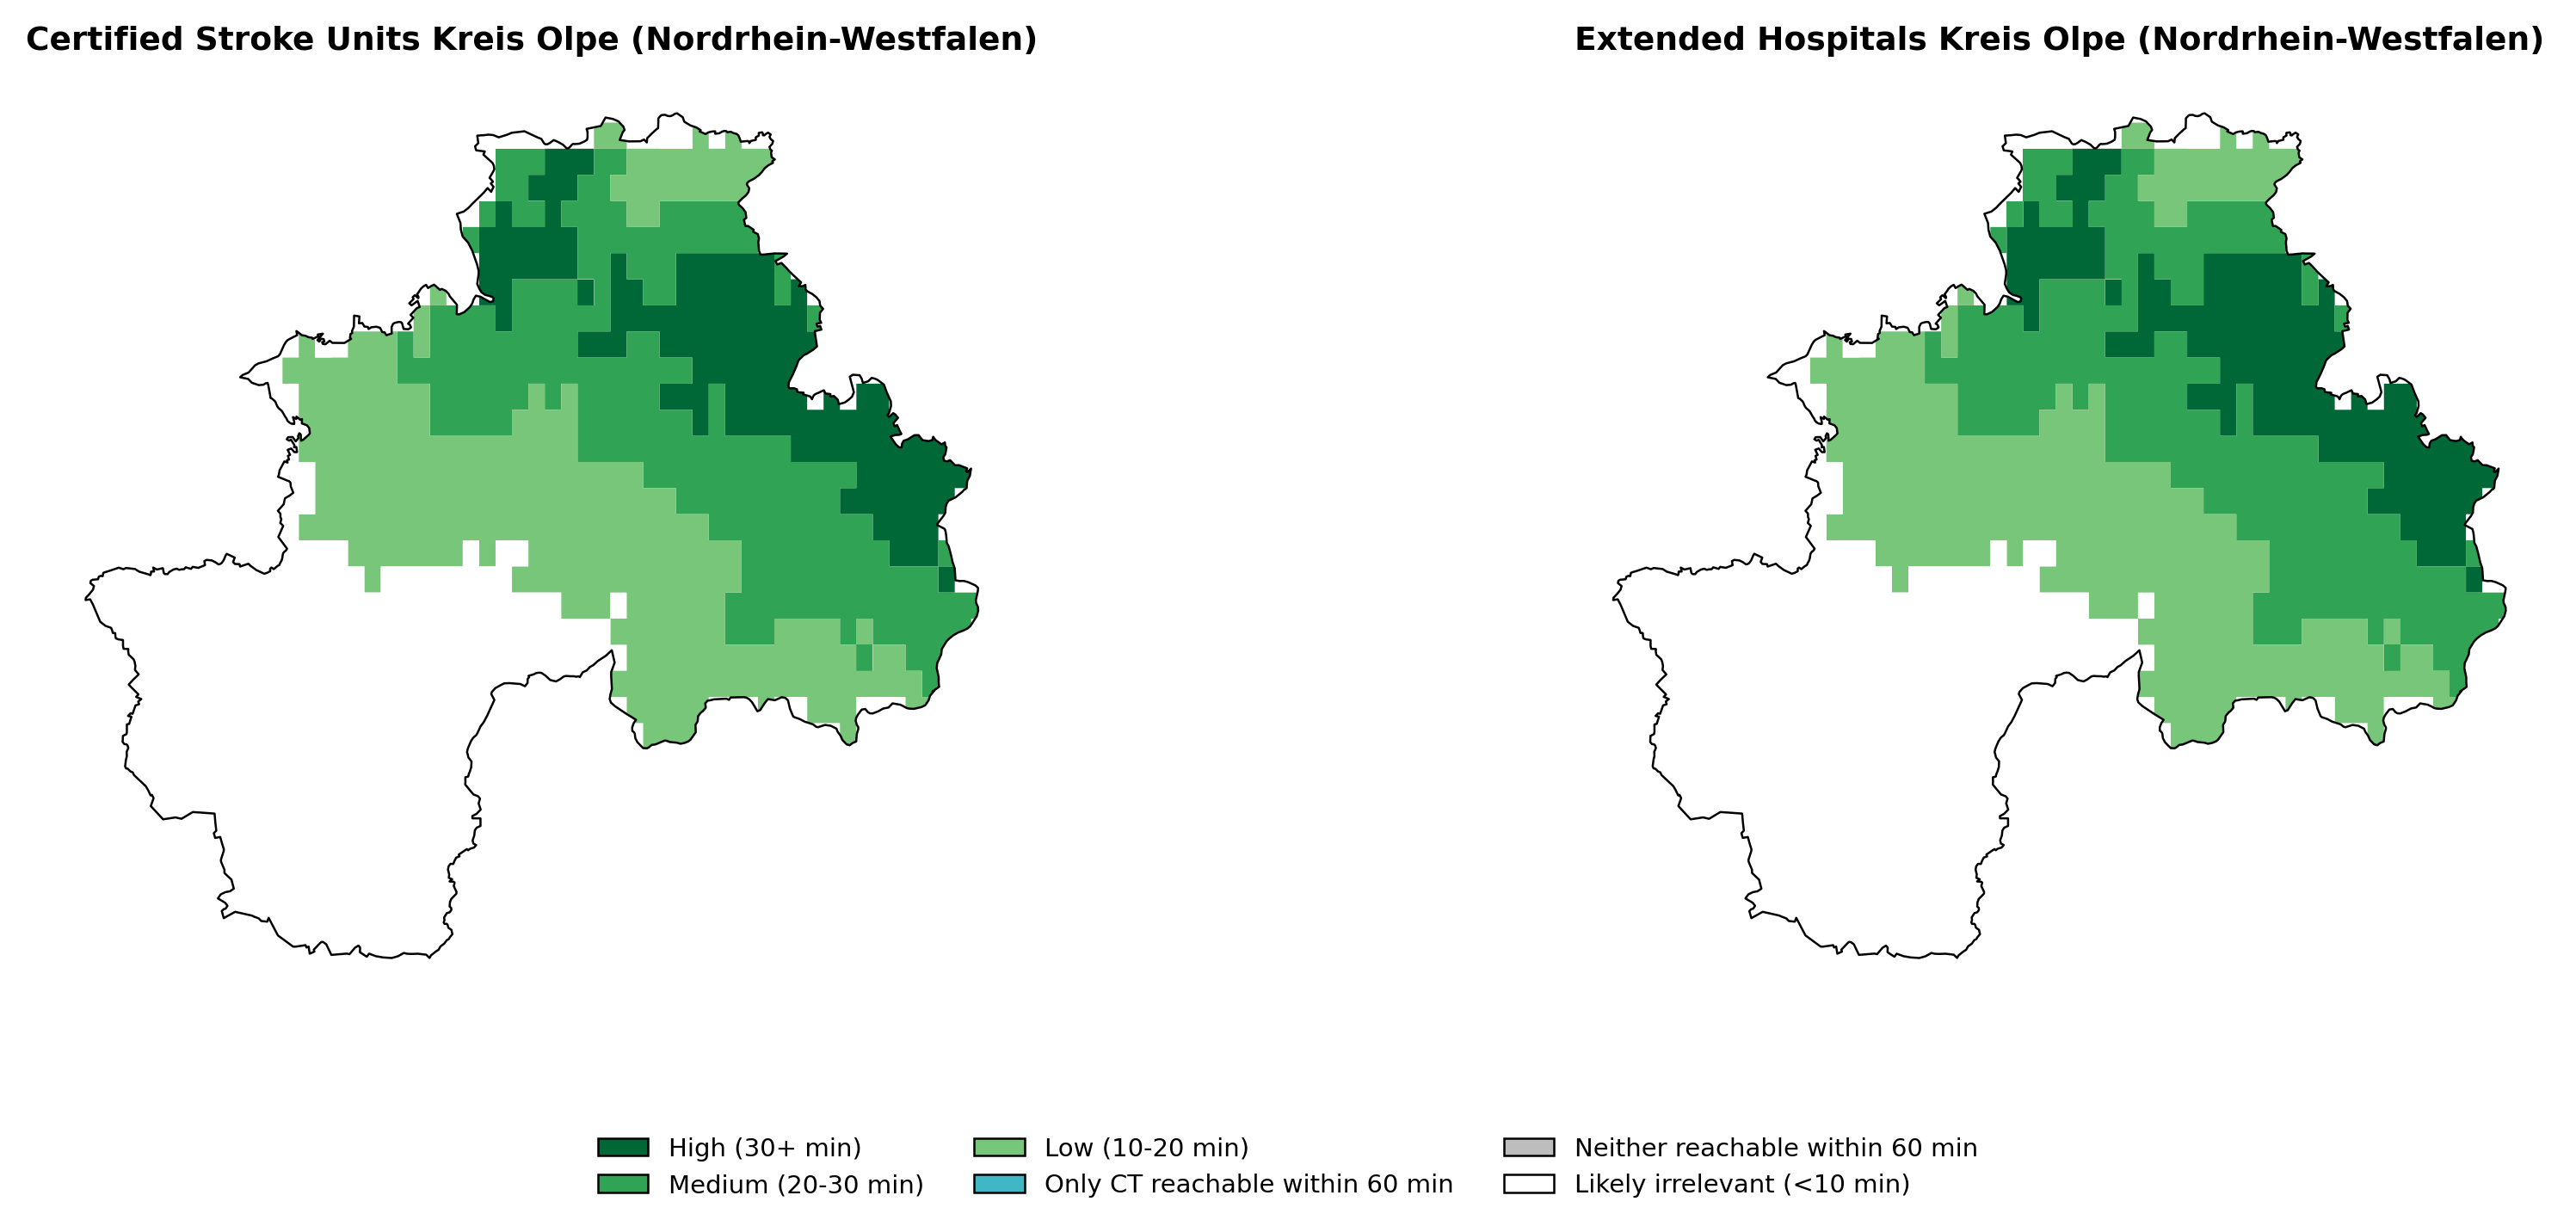 Certified Stroke Units Kreis Olpe (Nordrhein-Westfalen)
Extended Hospitals Kreis Olpe (Nordrhein-Westfalen)
High (30+ min)
Medium (20-30 min)
Low (10-20 min)
Only CT reachable within 60 min
Neither reachable within 60 min
Likely irrelevant (<10 min)